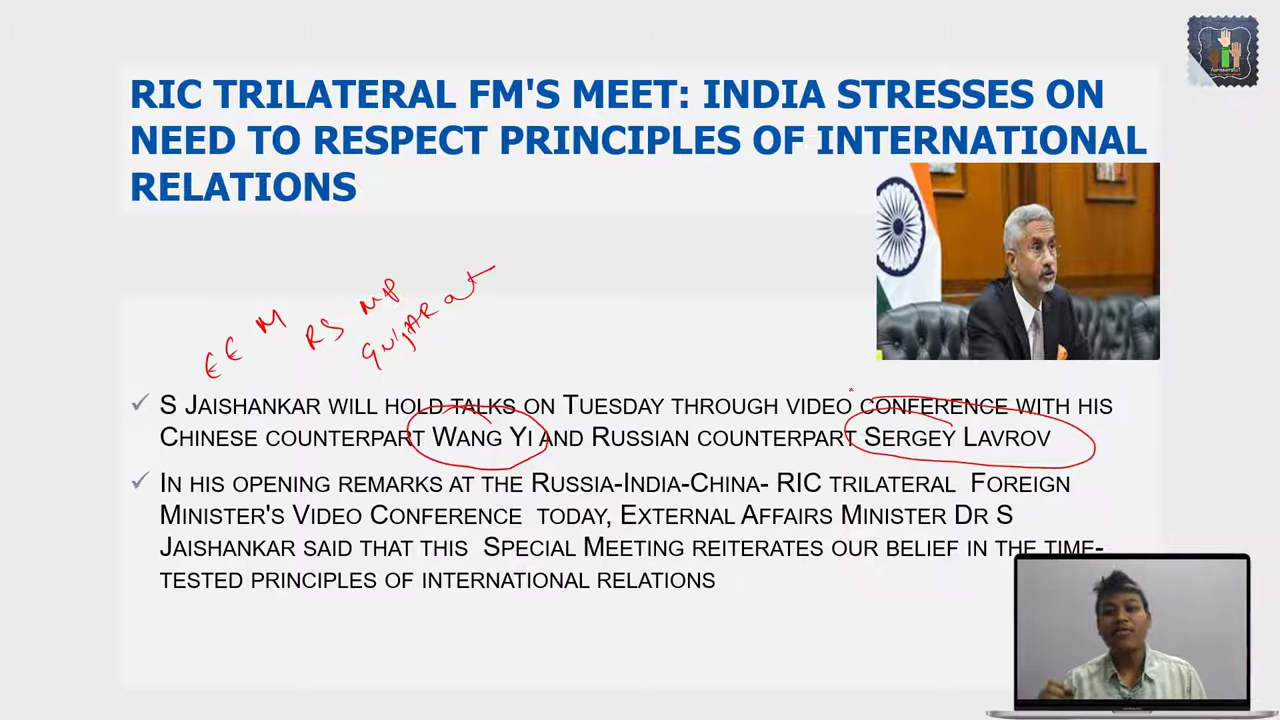 RIC TRILATERAL FM'S MEET: INDIA STRESSES ON
NEED TO RESPECT PRINCIPLES OF INTERNATIONAL
RELATIONS
EE M
RS MP
GUJARat
S JAISHANKAR WILL HOLD TALKS ON TUESDAY THROUGH VIDEO CONFERENCE WITH HIS
CHINESE COUNTERPART WANG YI AND RUSSIAN COUNTERPART SERGEY LAVROV
IN HIS OPENING REMARKS AT THE RUSSIA-INDIA-CHINA- RIC TRILATERAL FOREIGN
MINISTER'S VIDEO CONFERENCE TODAY, EXTERNAL AFFAIRS MINISTER DR S
JAISHANKAR SAID THAT THIS SPECIAL MEETING REITERATES OUR BELIEF IN THE TIME-
TESTED PRINCIPLES OF INTERNATIONAL RELATIONS